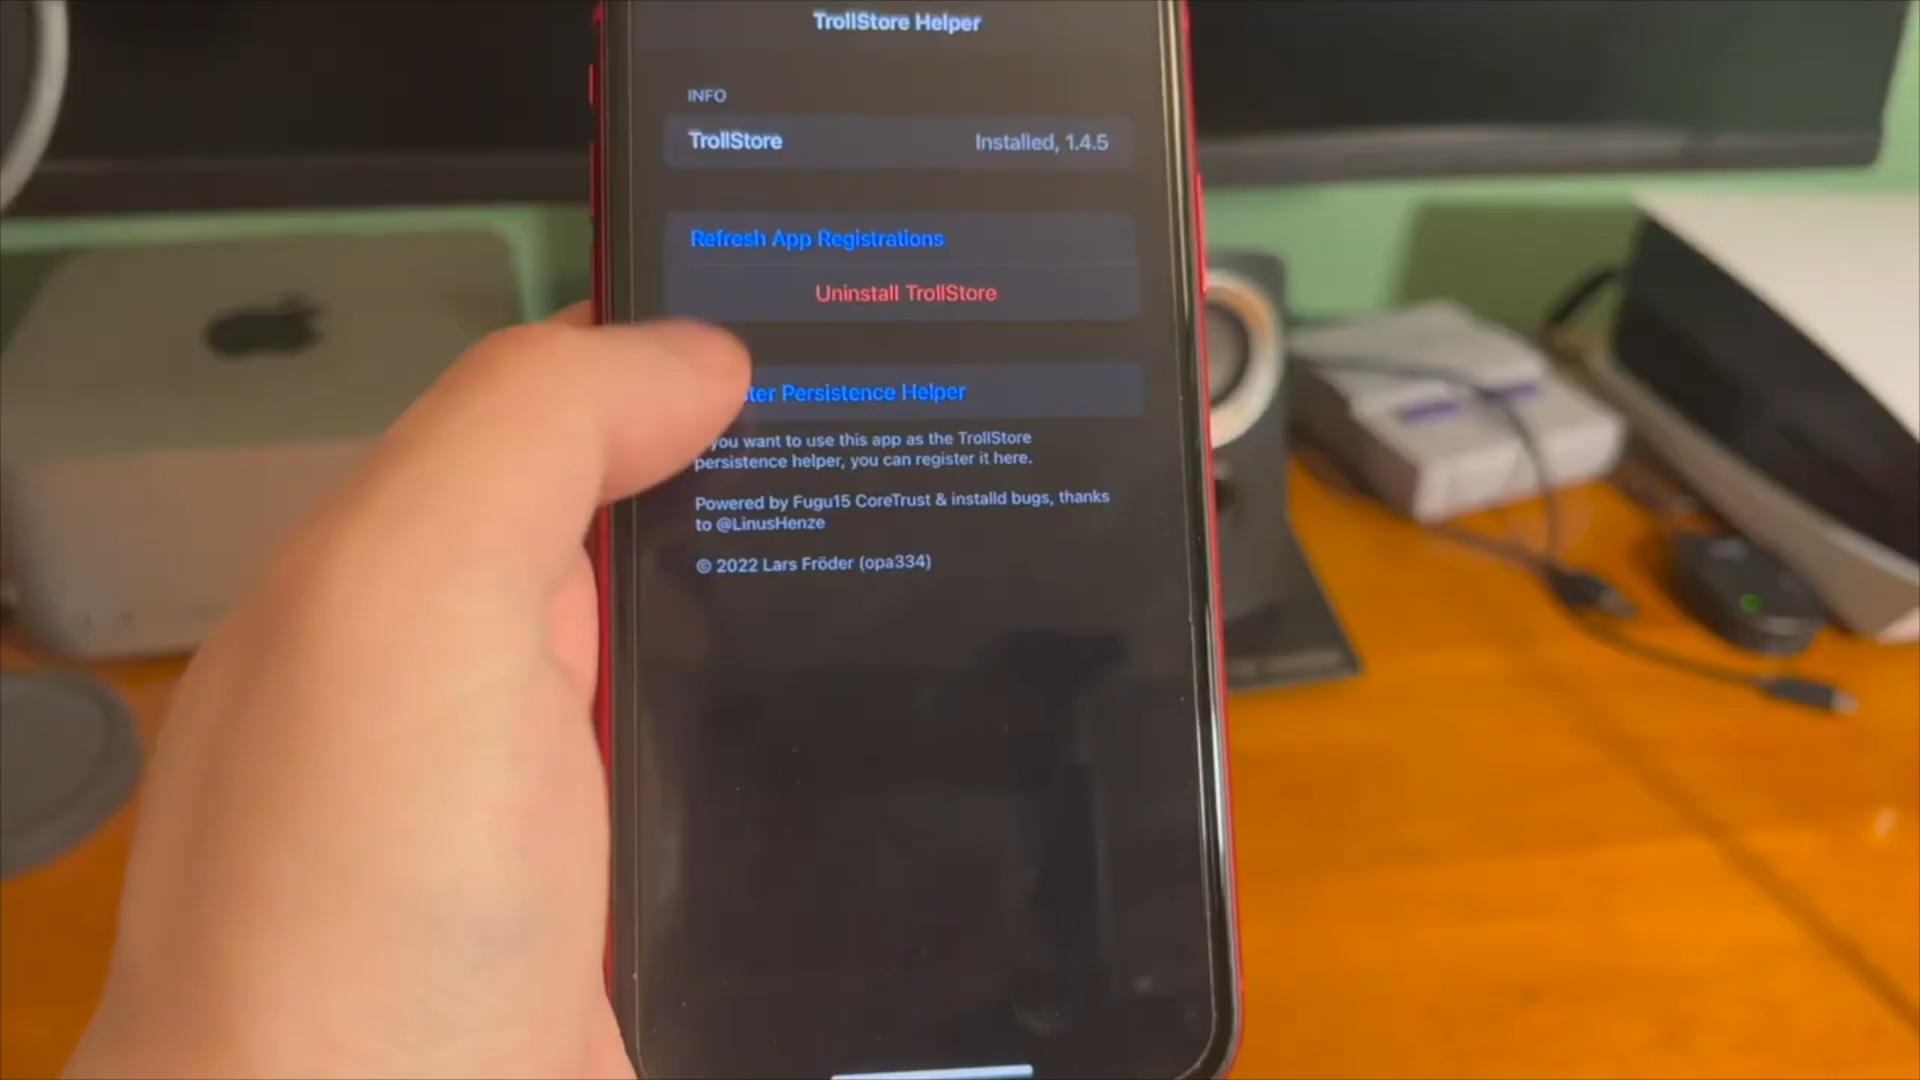 TrollStore Helper
INFO
TrollStore Installed, 1.4.5
Refresh App Registrations
Uninstall TrollStore
Persistence Helper
you want to use this app as the TrollStore
persistence helper, you can register it here.
Powered by Fugu15 CoreTrust & installd bugs, thanks
to @LinusHenze
© 2022 Lars Fröder (opa334)